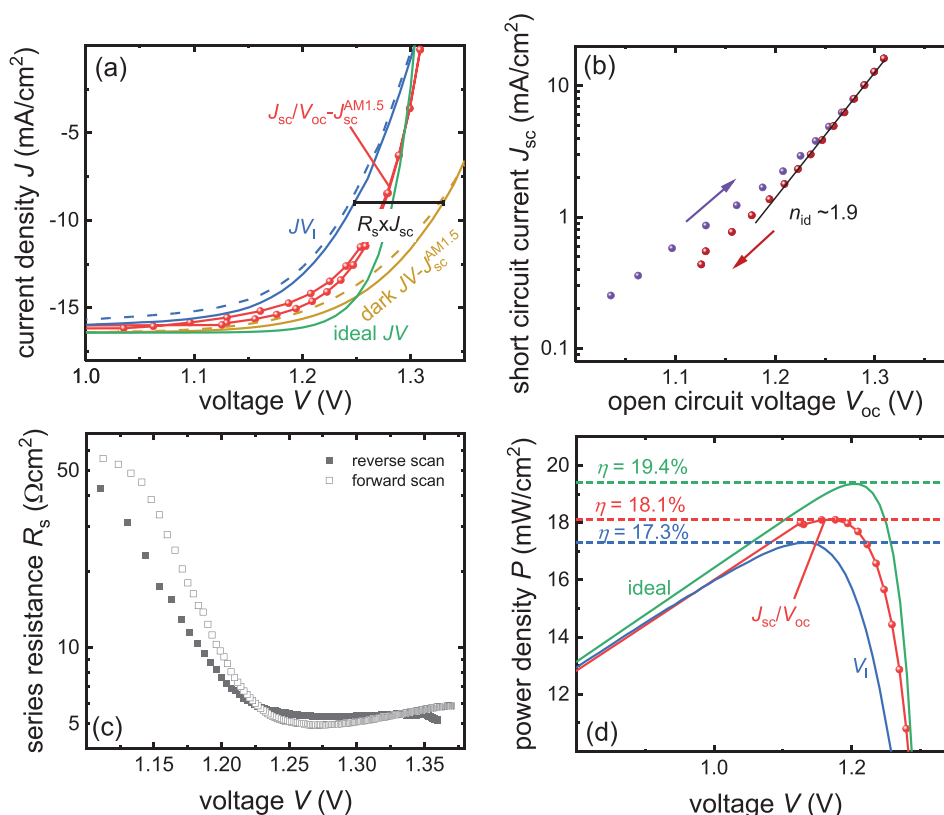 (a)
current density J (mA/cm²)
-5
-10
-15
Jsc/Voc-Jsc^AM1.5
JVI
RsxJsc
dark JV-Jsc^AM1.5
ideal JV
1.0 1.1 1.2 1.3
voltage V (V)
(b)
short circuit current Jsc (mA/cm²)
10
1
0.1
nid ~1.9
1.1 1.2 1.3
open circuit voltage Voc (V)
series resistance Rs (Ωcm²)
50
10
5
reverse scan
forward scan
(c)
1.15 1.20 1.25 1.30 1.35
voltage V (V)
power density P (mW/cm²)
20
18
16
14
12
η = 19.4%
η = 18.1%
η = 17.3%
ideal
Jsc/Voc
VI
(d)
1.0 1.2
voltage V (V)